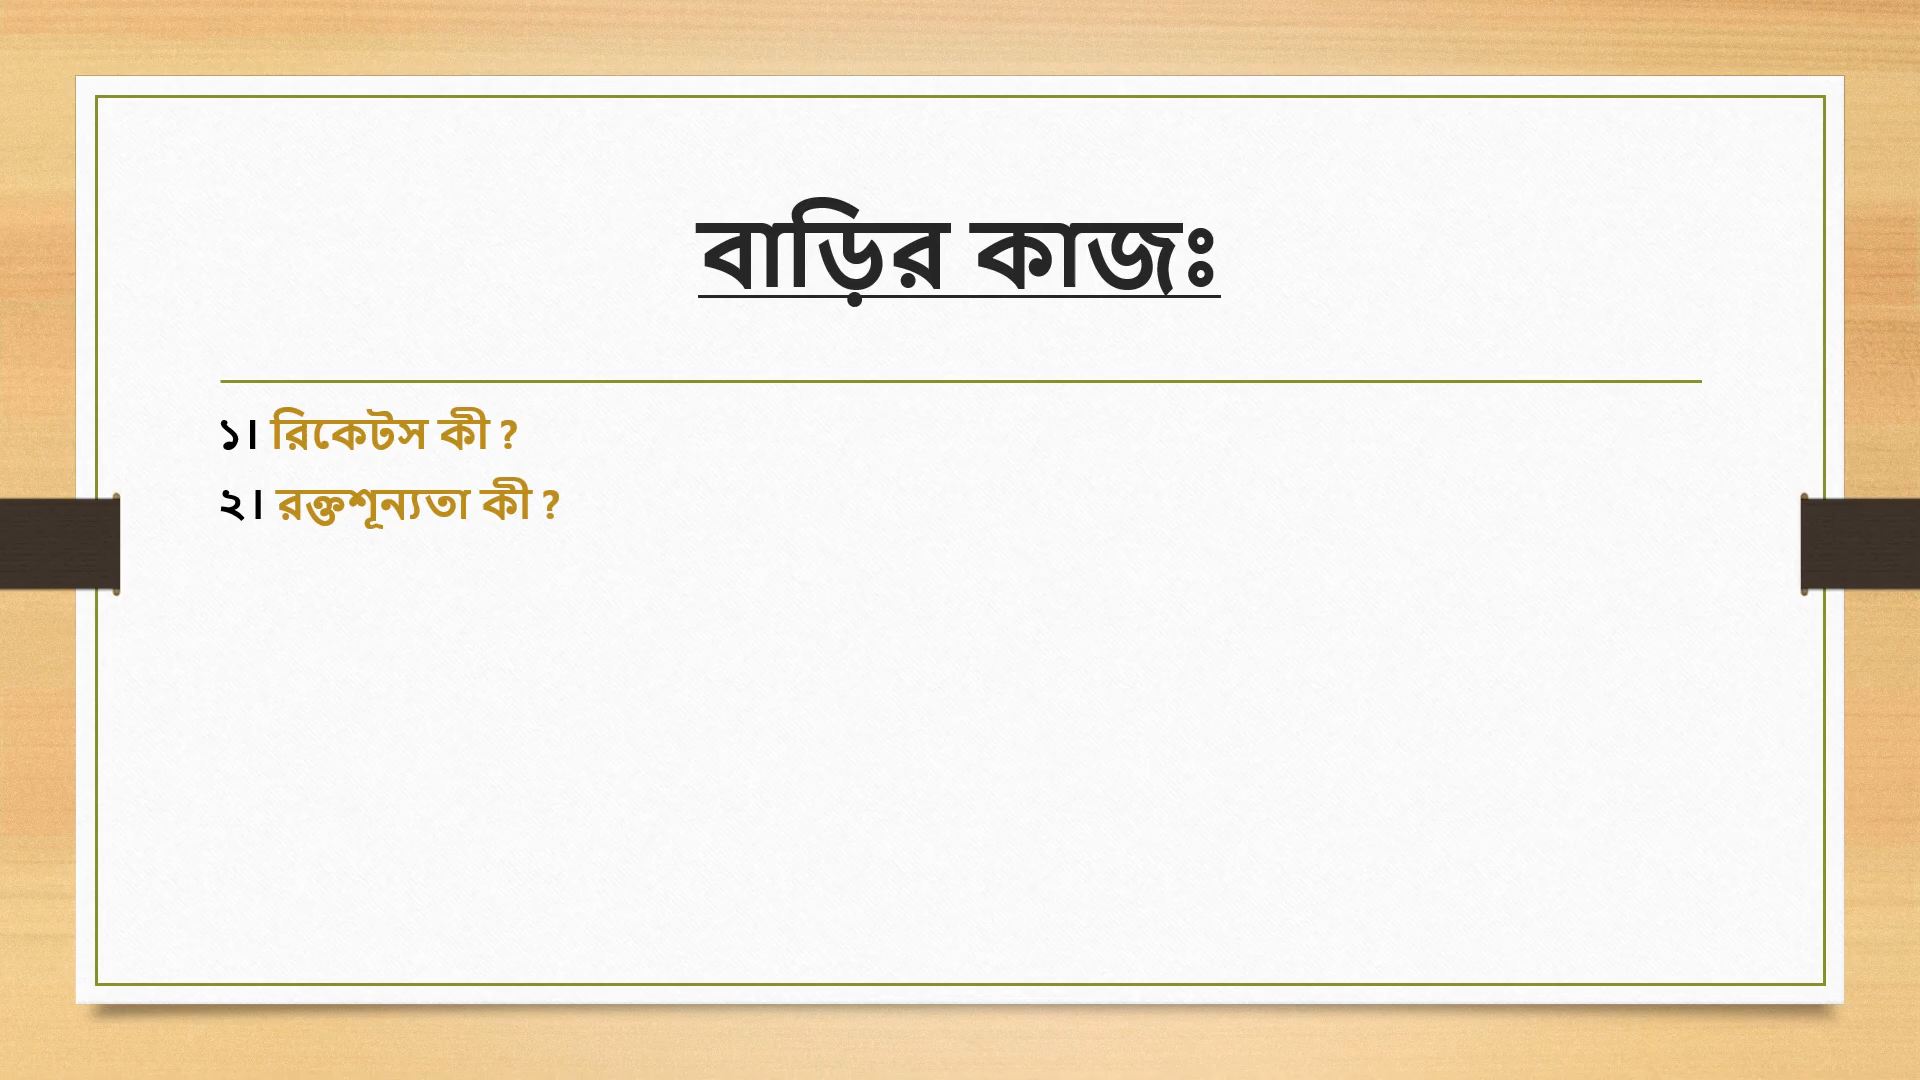 বাড়ির কাজঃ
১। রিকেটস কী ?
২। রক্তশূন্যতা কী ?